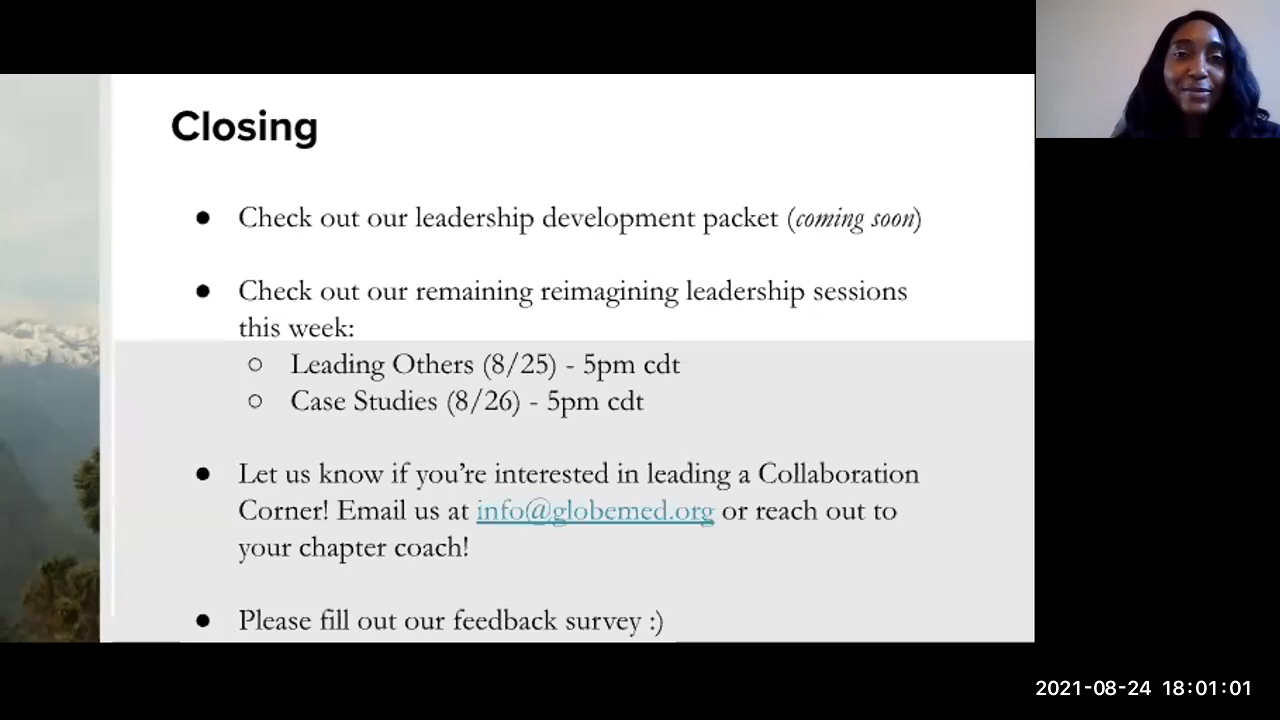 Closing
● Check out our leadership development packet (coming soon)
● Check out our remaining reimagining leadership sessions
this week:
○ Leading Others (8/25) - 5pm cdt
○ Case Studies (8/26) - 5pm cdt
● Let us know if you’re interested in leading a Collaboration
Corner! Email us at info@globemed.org or reach out to
your chapter coach!
● Please fill out our feedback survey :)
2021-08-24 18:01:01